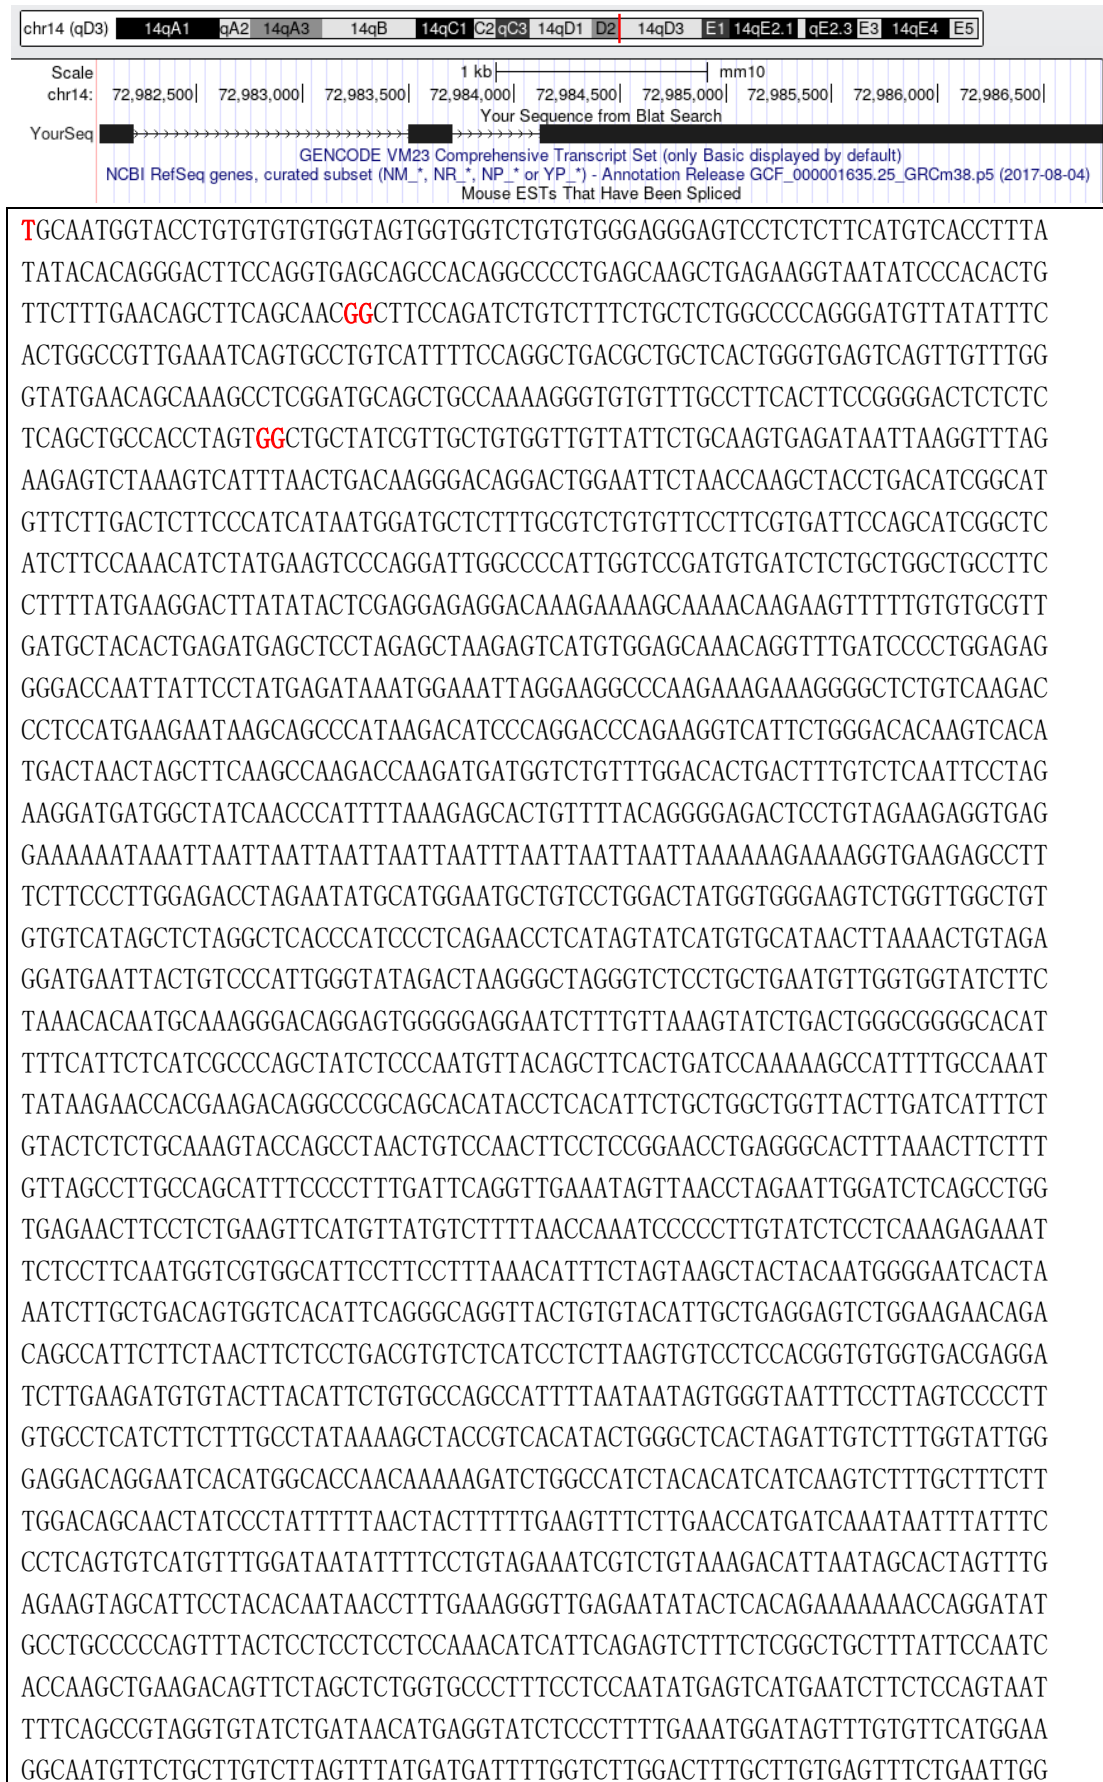 chr14 (qD3) 14qA1 qA2 14qA3 14qB 14qC1 C2 qC3 14qD1 D2 14qD3 E1 14qE2.1 qE2.3 E3 14qE4 E5
Scale 1 kb mm10
chr14: 72,982,500| 72,983,000| 72,983,500| 72,984,000| 72,984,500| 72,985,000| 72,985,500| 72,986,000| 72,986,500|
Your Sequence from Blat Search
YourSeq
GENCODE VM23 Comprehensive Transcript Set (only Basic displayed by default)
NCBI RefSeq genes, curated subset (NM_*, NR_*, NP_* or YP_*) - Annotation Release GCF_000001635.25_GRCm38.p5 (2017-08-04)
Mouse ESTs That Have Been Spliced
TGCAATGGTACCTGTGTGTGTGGTAGTGGTGGTCTGTGTGGGAGGGAGTCCTCTCTTCATGTCACCTTTA
TATACACAGGGACTTCCAGGTGAGCAGCCACAGGCCCCTGAGCAAGCTGAGAAGGTAATATCCCACACTG
TTCTTTGAACAGCTTCAGCAACGGCTTCCAGATCTGTCTTTCTGCTCTGGCCCCAGGGATGTTATATTTC
ACTGGCCGTTGAAATCAGTGCCTGTCATTTTCCAGGCTGACGCTGCTCACTGGGTGAGTCAGTTGTTTGG
GTATGAACAGCAAAGCCTCGGATGCAGCTGCCAAAAGGGTGTGTTTGCCTTCACTTCCGGGGACTCTCTC
TCAGCTGCCACCTAGTGGCTGCTATCGTTGCTGTGGTTGTTATTCTGCAAGTGAGATAATTAAGGTTTAG
AAGAGTCTAAAGTCATTTAACTGACAAGGGACAGGACTGGAATTCTAACCAAGCTACCTGACATCGGCAT
GTTCTTGACTCTTCCCATCATAATGGATGCTCTTTGCGTCTGTGTTCCTTCGTGATTCCAGCATCGGCTC
ATCTTCCAAACATCTATGAAGTCCCAGGATTGGCCCCATTGGTCCGATGTGATCTCTGCTGGCTGCCTTC
CTTTTATGAAGGACTTATATACTCGAGGAGAGGACAAAGAAAAGCAAAACAAGAAGTTTTTGTGTGCGTT
GATGCTACACTGAGATGAGCTCCTAGAGCTAAGAGTCATGTGGAGCAAACAGGTTTGATCCCCTGGAGAG
GGGACCAATTATTCCTATGAGATAAATGGAAATTAGGAAGGCCCAAGAAAGAAAGGGGCTCTGTCAAGAC
CCTCCATGAAGAATAAGCAGCCCATAAGACATCCCAGGACCCAGAAGGTCATTCTGGGACACAAGTCACA
TGACTAACTAGCTTCAAGCCAAGACCAAGATGATGGTCTGTTTGGACACTGACTTTGTCTCAATTCCTAG
AAGGATGATGGCTATCAACCCATTTTAAAGAGCACTGTTTTACAGGGGAGACTCCTGTAGAAGAGGTGAG
GAAAAAATAAATTAATTAATTAATTAATTAATTTAATTAATTAATTAAAAAAGAAAAGGTGAAGAGCCTT
TCTTCCCTTGGAGACCTAGAATATGCATGGAATGCTGTCCTGGACTATGGTGGGAAGTCTGGTTGGCTGT
GTGTCATAGCTCTAGGCTCACCCATCCCTCAGAACCTCATAGTATCATGTGCATAACTTAAAACTGTAGA
GGATGAATTACTGTCCCATTGGGTATAGACTAAGGGCTAGGGTCTCCTGCTGAATGTTGGTGGTATCTTC
TAAACACAATGCAAAGGGACAGGAGTGGGGGAGGAATCTTTGTTAAAGTATCTGACTGGGCGGGGCACAT
TTTCATTCTCATCGCCCAGCTATCTCCCAATGTTACAGCTTCACTGATCCAAAAAGCCATTTTGCCAAAT
TATAAGAACCACGAAGACAGGCCCGCAGCACATACCTCACATTCTGCTGGCTGGTTACTTGATCATTTCT
GTACTCTCTGCAAAGTACCAGCCTAACTGTCCAACTTCCTCCGGAACCTGAGGGCACTTTAAACTTCTTT
GTTAGCCTTGCCAGCATTTCCCCTTTGATTCAGGTTGAAATAGTTAACCTAGAATTGGATCTCAGCCTGG
TGAGAACTTCCTCTGAAGTTCATGTTATGTCTTTTAACCAAATCCCCCTTGTATCTCCTCAAAGAGAAAT
TCTCCTTCAATGGTCGTGGCATTCCTTCCTTTAAACATTTCTAGTAAGCTACTACAATGGGGAATCACTA
AATCTTGCTGACAGTGGTCACATTCAGGGCAGGTTACTGTGTACATTGCTGAGGAGTCTGGAAGAACAGA
CAGCCATTCTTCTAACTTCTCCTGACGTGTCTCATCCTCTTAAGTGTCCTCCACGGTGTGGTGACGAGGA
TCTTGAAGATGTGTACTTACATTCTGTGCCAGCCATTTTAATAATAGTGGGTAATTTCCTTAGTCCCCTT
GTGCCTCATCTTCTTTGCCTATAAAAGCTACCGTCACATACTGGGCTCACTAGATTGTCTTTGGTATTGG
GAGGACAGGAATCACATGGCACCAACAAAAAGATCTGGCCATCTACACATCATCAAGTCTTTGCTTTCTT
TGGACAGCAACTATCCCTATTTTTAACTACTTTTTGAAGTTTCTTGAACCATGATCAAATAATTTATTTC
CCTCAGTGTCATGTTTGGATAATATTTTCCTGTAGAAATCGTCTGTAAAGACATTAATAGCACTAGTTTG
AGAAGTAGCATTCCTACACAATAACCTTTGAAAGGGTTGAGAATATACTCACAGAAAAAAACCAGGATAT
GCCTGCCCCCAGTTTACTCCTCCTCCTCCAAACATCATTCAGAGTCTTTCTCGGCTGCTTTATTCCAATC
ACCAAGCTGAAGACAGTTCTAGCTCTGGTGCCCTTTCCTCCAATATGAGTCATGAATCTTCTCCAGTAAT
TTTCAGCCGTAGGTGTATCTGATAACATGAGGTATCTCCCTTTTGAAATGGATAGTTTGTGTTCATGGAA
GGCAATGTTCTGCTTGTCTTAGTTTATGATGATTTTGGTCTTGGACTTTGCTTGTGAGTTTCTGAATTGG